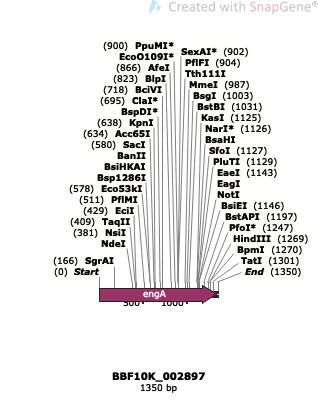 Created with SnapGene®
(900) PpuMI*
EcoO109I*
(866) AfeI
(823) BlpI
(718) BciVI
(695) ClaI*
BspDI*
(638) KpnI
(634) Acc65I
(580) SacI
BanII
BsiHKAI
Bsp1286I
(578) Eco53kI
(511) PflMI
(429) EciI
(409) TaqII
(381) NsiI
NdeI
(166) SgrAI
(0) Start
SexAI* (902)
PflFI (904)
Tth111I
MmeI (987)
BsgI (1003)
BstBI (1031)
KasI (1125)
NarI* (1126)
BsaHI
SfoI (1127)
PluTI (1129)
EaeI (1143)
EagI
NotI
BsiEI (1146)
BstAPI (1197)
PfoI* (1247)
HindIII (1269)
BpmI (1270)
TatI (1301)
End (1350)
engA
500
1000
BBF10K_002897
1350 bp